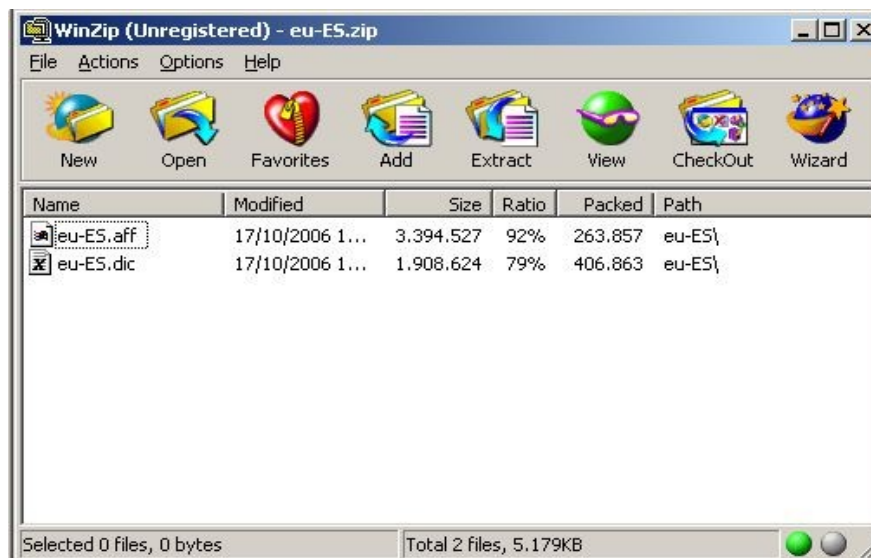 WinZip (Unregistered) - eu-ES.zip
File Actions Options Help
New Open Favorites Add Extract View CheckOut Wizard
Name Modified Size Ratio Packed Path
eu-ES.aff 17/10/2006 1... 3.394.527 92% 263.857 eu-ES\
eu-ES.dic 17/10/2006 1... 1.908.624 79% 406.863 eu-ES\
Selected 0 files, 0 bytes Total 2 files, 5.179KB